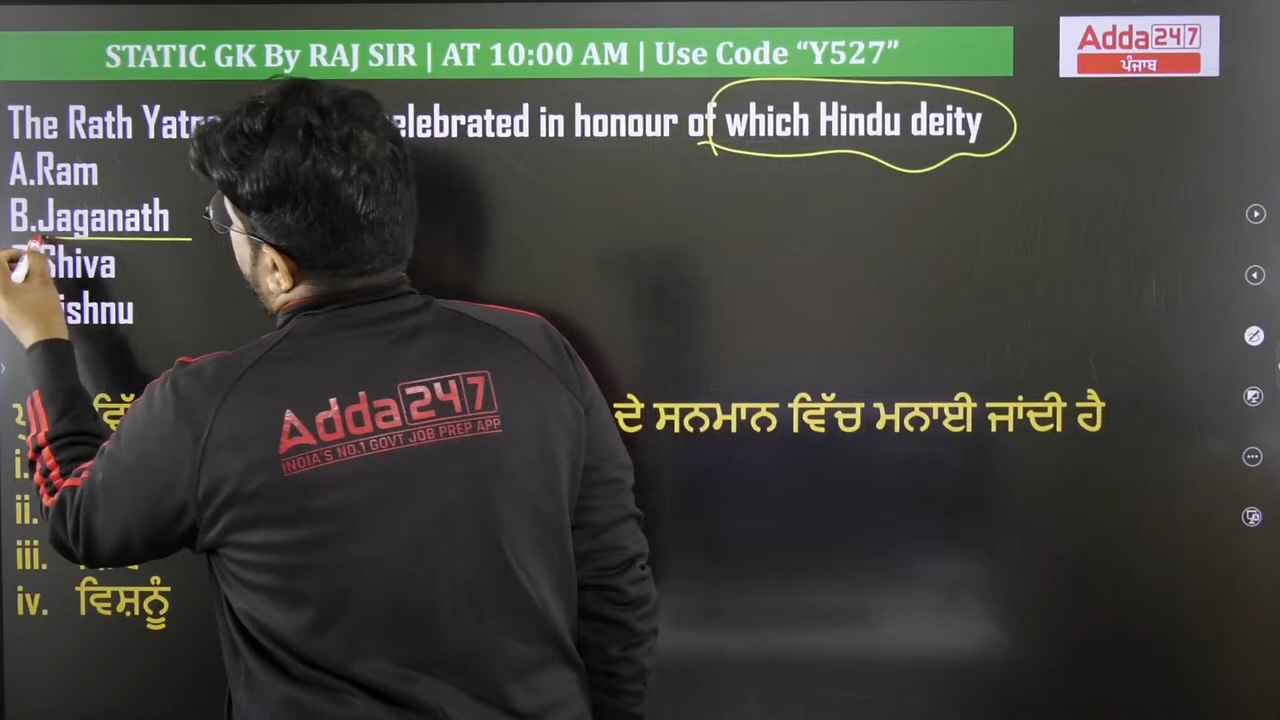 STATIC GK By RAJ SIR | AT 10:00 AM | Use Code “Y527”
Adda247
ਪੰਜਾਬ
The Rath celebrated in honour of which Hindu deity
A.Ram
B.Jaganath
Shiva
ishnu
ਦੇ ਸਨਮਾਨ ਵਿੱਚ ਮਨਾਈ ਜਾਂਦੀ ਹੈ
i.
ii.
iii.
iv. ਵਿਸ਼ਨੂੰ
Adda247
INDIA'S NO.1 GOVT JOB PREP APP